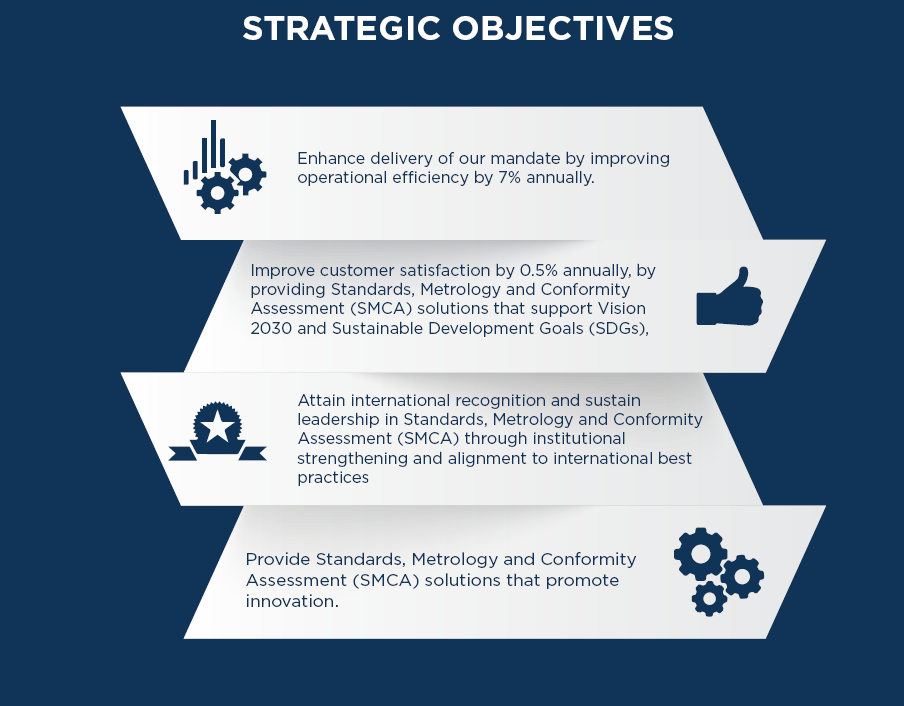 STRATEGIC OBJECTIVES
Enhance delivery of our mandate by improving
operational efficiency by 7% annually.
Improve customer satisfaction by 0.5% annually, by
providing Standards, Metrology and Conformity
Assessment (SMCA) solutions that support Vision
2030 and Sustainable Development Goals (SDGs),
Attain international recognition and sustain
leadership in Standards, Metrology and Conformity
Assessment (SMCA) through institutional
strengthening and alignment to international best
practices
Provide Standards, Metrology and Conformity
Assessment (SMCA) solutions that promote
innovation.